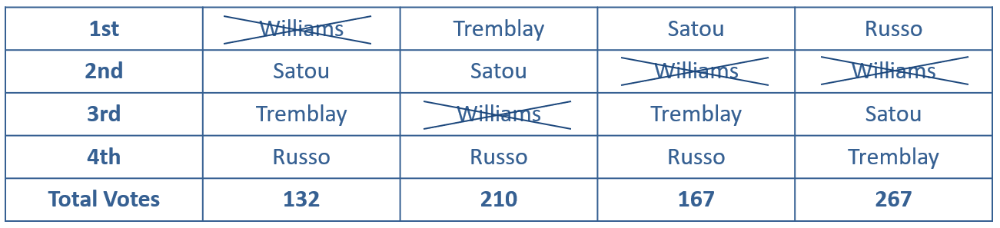 1st Williams Tremblay Satou Russo
2nd Satou Satou Williams Williams
3rd Tremblay Williams Tremblay Satou
4th Russo Russo Russo Tremblay
Total Votes 132 210 167 267